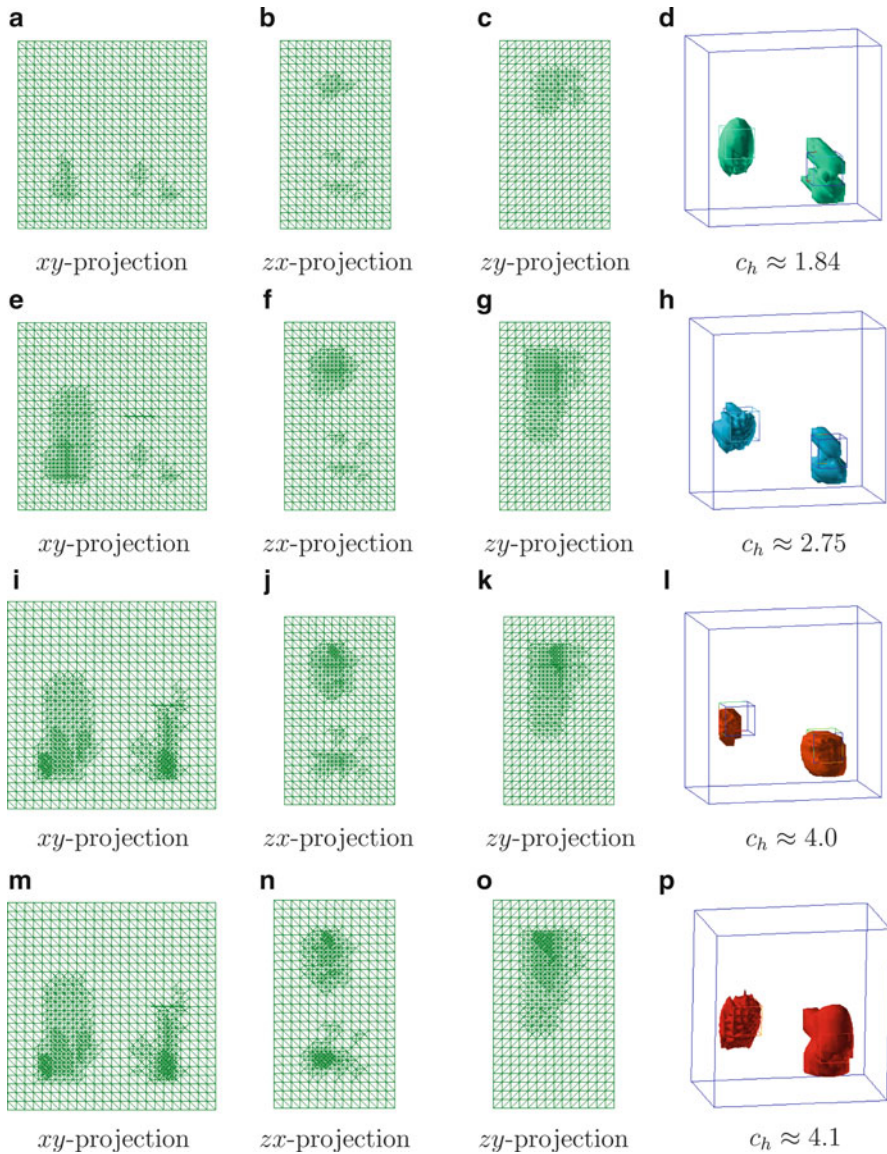 a b c d
xy-projection zx-projection zy-projection c_h ≈ 1.84
e f g h
xy-projection zx-projection zy-projection c_h ≈ 2.75
i j k l
xy-projection zx-projection zy-projection c_h ≈ 4.0
m n o p
xy-projection zx-projection zy-projection c_h ≈ 4.1